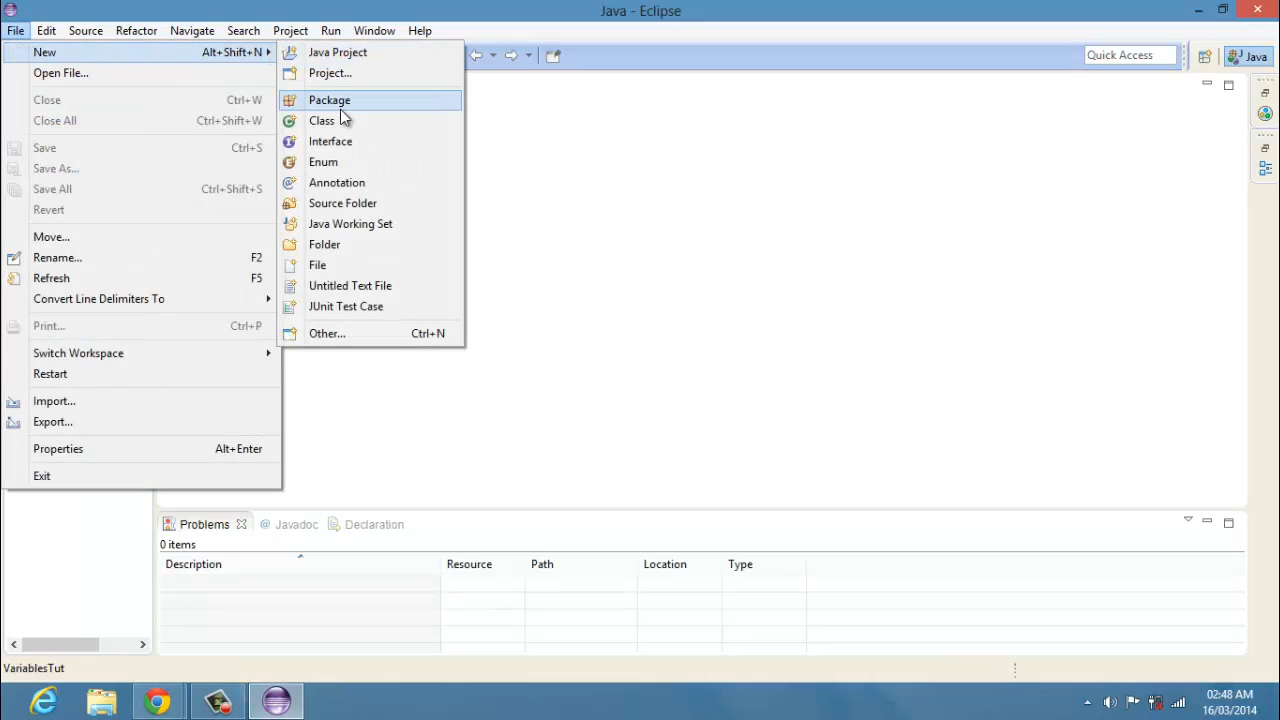 Java - Eclipse
File Edit Source Refactor Navigate Search Project Run Window Help
New Alt+Shift+N
Open File...
Close Ctrl+W
Close All Ctrl+Shift+W
Save Ctrl+S
Save As...
Save All Ctrl+Shift+S
Revert
Move...
Rename... F2
Refresh F5
Convert Line Delimiters To
Print... Ctrl+P
Switch Workspace
Restart
Import...
Export...
Properties Alt+Enter
Exit
Java Project
Project...
Package
Class
Interface
Enum
Annotation
Source Folder
Java Working Set
Folder
File
Untitled Text File
JUnit Test Case
Other... Ctrl+N
Quick Access
Java
Problems @ Javadoc Declaration
0 items
Description Resource Path Location Type
VariablesTut
02:48 AM
16/03/2014